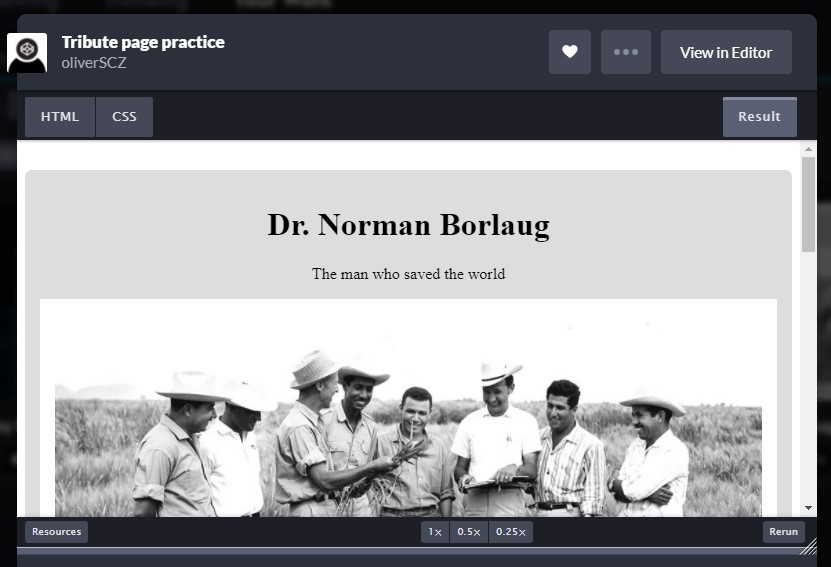 Tribute page practice
oliverSCZ
View in Editor
HTML CSS Result
Dr. Norman Borlaug
The man who saved the world
Resources 1× 0.5× 0.25× Rerun